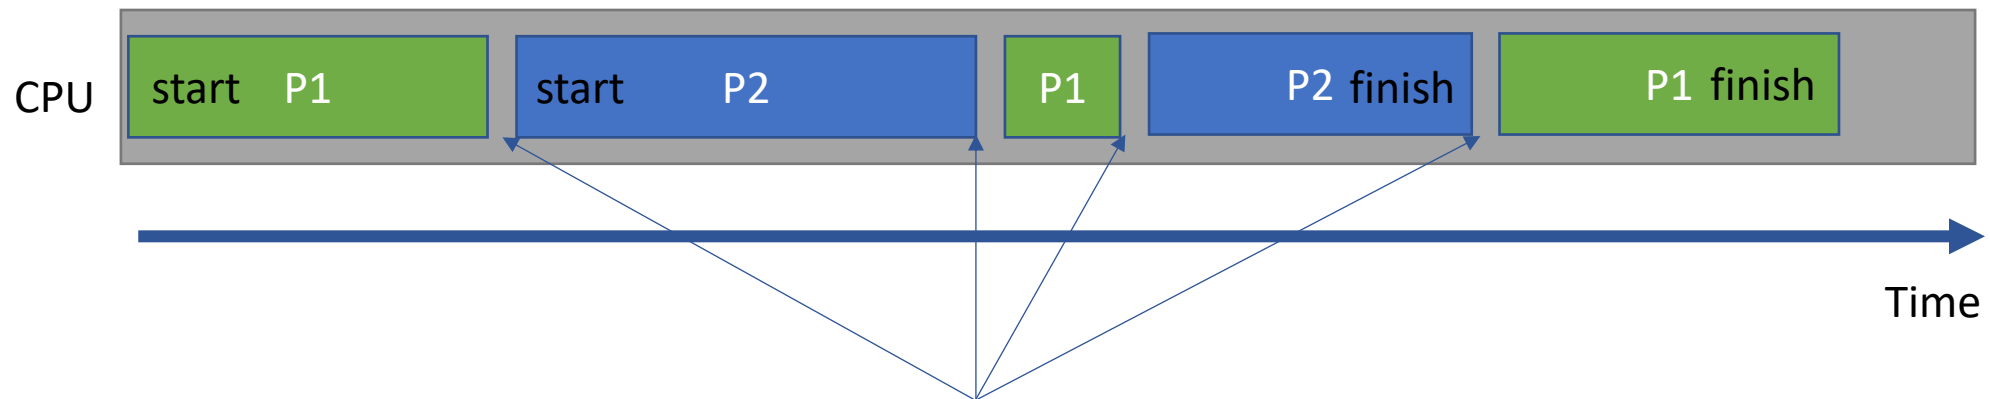 CPU
start P1
start P2
P1
P2 finish
P1 finish
Time